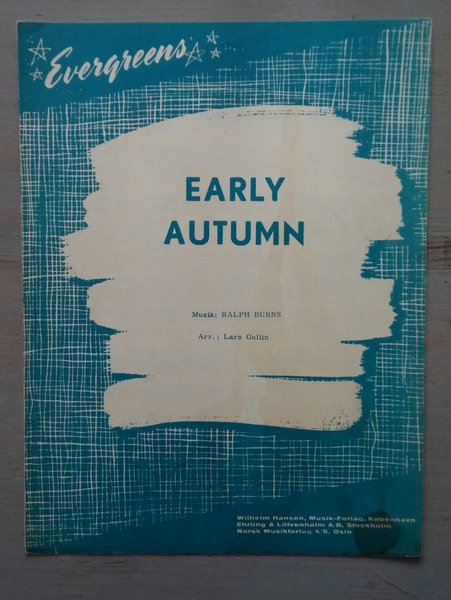 Evergreens
EARLY
AUTUMN
Musik: RALPH BURNS
Arr.: Lars Gullin
Wilhelm Hansen, Musik-Forlag, København
Ehrling & Löfvenholm A/B, Stockholm
Norsk Musikforlag A/S, Oslo